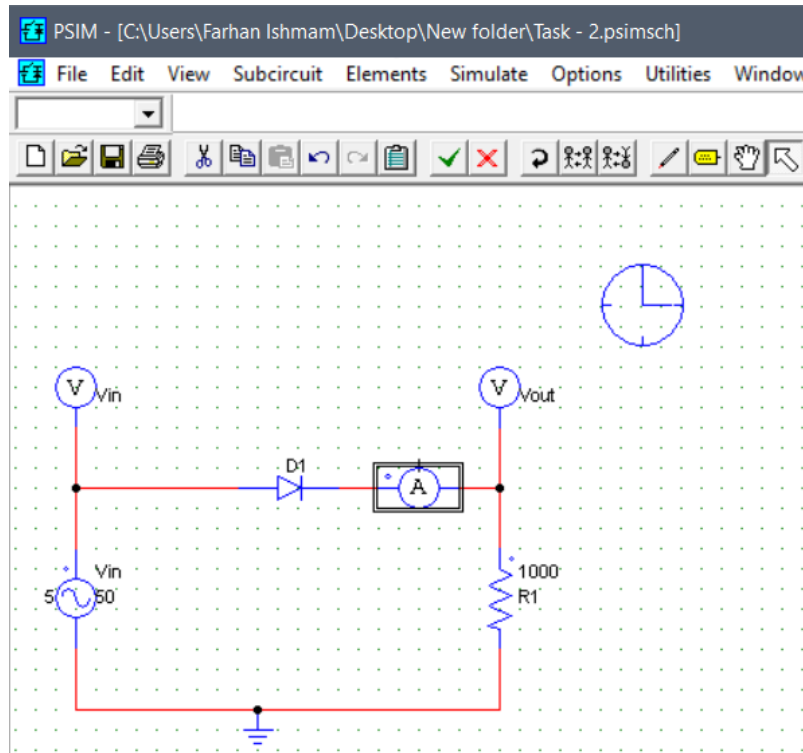 PSIM - [C:\Users\Farhan Ishmam\Desktop\New folder\Task - 2.psimsch]
File Edit View Subcircuit Elements Simulate Options Utilities Window
V Vin
V Vout
D1
A
Vin
5 50
1000
R1